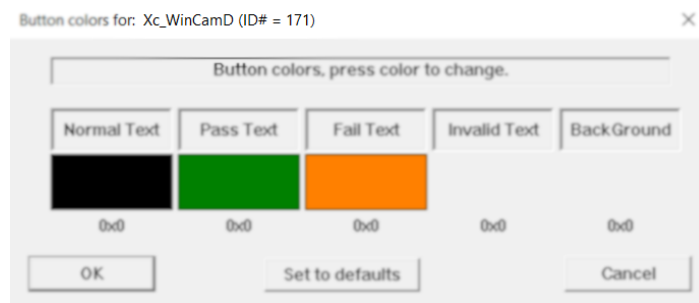 Button colors for: Xc_WinCamD (ID# = 171)
Button colors, press color to change.
Normal Text Pass Text Fail Text Invalid Text BackGround
0x0 0x0 0x0 0x0 0x0
OK Set to defaults Cancel